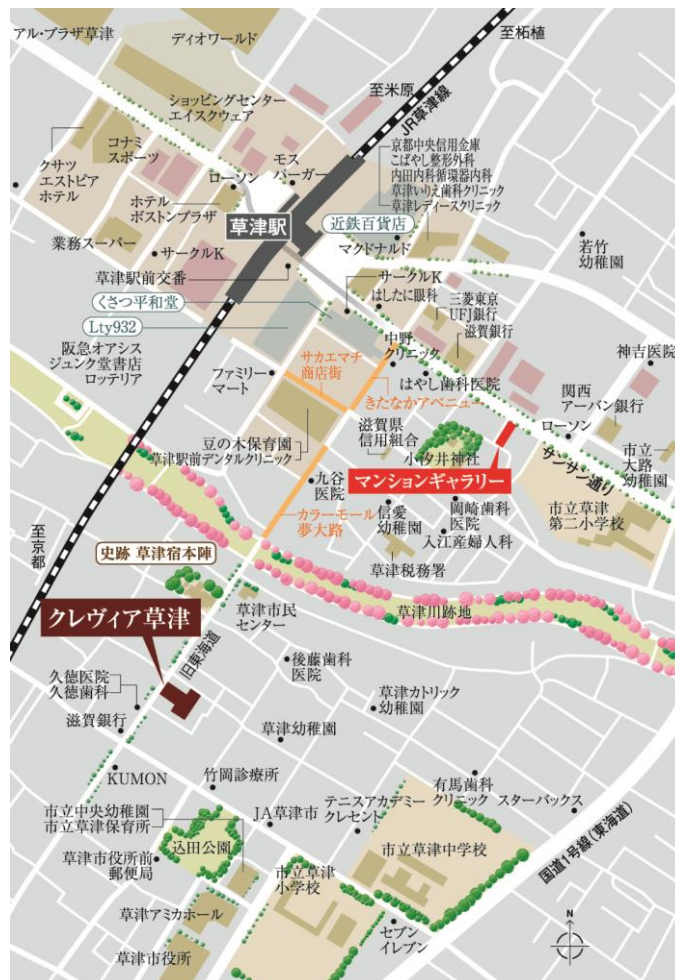 アル・プラザ草津
ディオワールド
至柘植
ショッピングセンター
エイスクウェア
至米原
JR草津線
コナミ
スポーツ
クサツ
エストピア
ホテル
モス
バーガー
ローソン
京都中央信用金庫
こばやし整形外科
内田内科循環器内科
草津いりえ歯科クリニック
草津レディースクリニック
ホテル
ボストンプラザ
草津駅
近鉄百貨店
マクドナルド
若竹
幼稚園
業務スーパー
サークルK
草津駅前交番
サークルK
はしたに眼科
くさつ平和堂
三菱東京
UFJ銀行
滋賀銀行
Lty932
阪急オアシス
ジュンク堂書店
ロッテリア
中野
クリニック
神吉医院
サカエマチ
商店街
ファミリー
マート
はやし歯科医院
きたなかアベニュー
関西
アーバン銀行
滋賀県
信用組合
ローソン
豆の木保育園
草津駅前デンタルクリニック
小汐井神社
市立
大路
幼稚園
サンサン通り
九谷
医院
マンションギャラリー
カラーモール
夢大路
信愛
幼稚園
岡崎歯科
医院
入江産婦人科
市立草津
第二小学校
至京都
史跡 草津宿本陣
草津税務署
草津川跡地
草津市民
センター
クレヴィア草津
旧東海道
後藤歯科
医院
久徳医院
久徳歯科
草津カトリック
幼稚園
滋賀銀行
草津幼稚園
KUMON
竹岡診療所
有馬歯科
クリニック
スターバックス
テニスアカデミー
クレセント
市立中央幼稚園
市立草津保育所
JA草津市
国道1号線(東海道)
込田公園
市立草津中学校
草津市役所前
郵便局
市立草津
小学校
草津アミカホール
セブン
イレブン
N
草津市役所